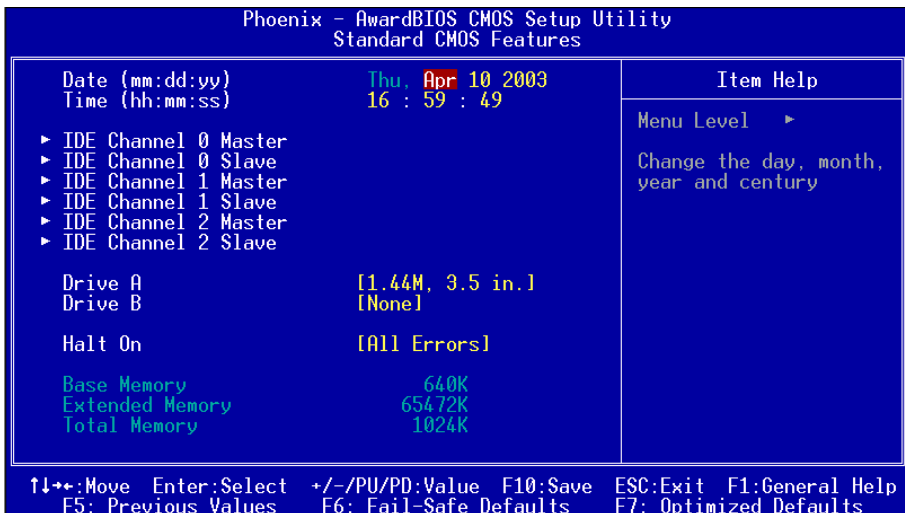 Phoenix - AwardBIOS CMOS Setup Utility
Standard CMOS Features
Date (mm:dd:yy) Thu, Apr 10 2003
Time (hh:mm:ss) 16 : 59 : 49
► IDE Channel 0 Master
► IDE Channel 0 Slave
► IDE Channel 1 Master
► IDE Channel 1 Slave
► IDE Channel 2 Master
► IDE Channel 2 Slave
Drive A [1.44M, 3.5 in.]
Drive B [None]
Halt On [All Errors]
Base Memory 640K
Extended Memory 65472K
Total Memory 1024K
Item Help
Menu Level ►
Change the day, month,
year and century
↑↓→←:Move Enter:Select +/-/PU/PD:Value F10:Save ESC:Exit F1:General Help
F5: Previous Values F6: Fail-Safe Defaults F7: Optimized Defaults